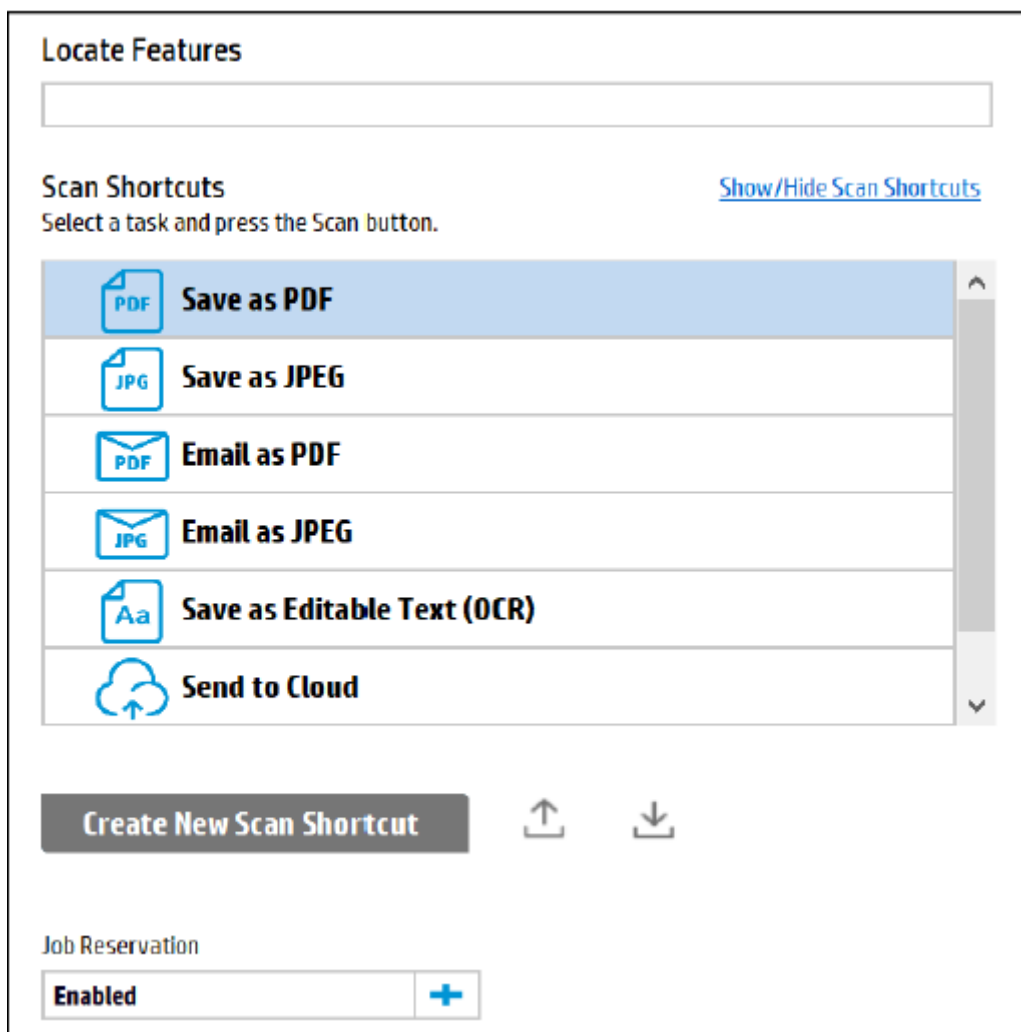 Locate Features
Scan Shortcuts
Show/Hide Scan Shortcuts
Select a task and press the Scan button.
PDF Save as PDF
JPG Save as JPEG
PDF Email as PDF
JPG Email as JPEG
Aa Save as Editable Text (OCR)
Send to Cloud
Create New Scan Shortcut
Job Reservation
Enabled